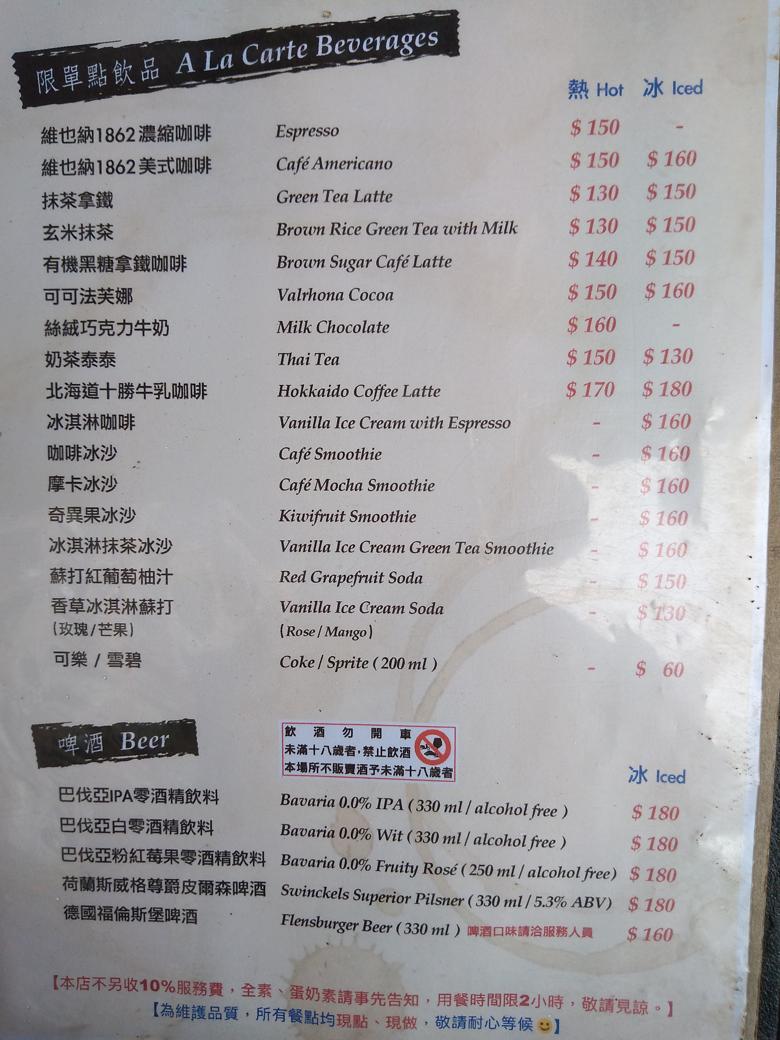 限單點飲品 A La Carte Beverages
熱 Hot 冰 Iced
維也納1862濃縮咖啡 Espresso $ 150 -
維也納1862美式咖啡 Café Americano $ 150 $ 160
抹茶拿鐵 Green Tea Latte $ 130 $ 150
玄米抹茶 Brown Rice Green Tea with Milk $ 130 $ 150
有機黑糖拿鐵咖啡 Brown Sugar Café Latte $ 140 $ 150
可可法芙娜 Valrhona Cocoa $ 150 $ 160
絲絨巧克力牛奶 Milk Chocolate $ 160 -
奶茶泰泰 Thai Tea $ 150 $ 130
北海道十勝牛乳咖啡 Hokkaido Coffee Latte $ 170 $ 180
冰淇淋咖啡 Vanilla Ice Cream with Espresso - $ 160
咖啡冰沙 Café Smoothie - $ 160
摩卡冰沙 Café Mocha Smoothie - $ 160
奇異果冰沙 Kiwifruit Smoothie - $ 160
冰淇淋抹茶冰沙 Vanilla Ice Cream Green Tea Smoothie - $ 160
蘇打紅葡萄柚汁 Red Grapefruit Soda - $ 150
香草冰淇淋蘇打 Vanilla Ice Cream Soda - $ 130
(玫瑰/芒果) (Rose/Mango)
可樂 / 雪碧 Coke / Sprite ( 200 ml ) - $ 60
啤酒 Beer
飲酒勿開車
未滿十八歲者,禁止飲酒
本場所不販賣酒予未滿十八歲者
冰 Iced
巴伐亞IPA零酒精飲料 Bavaria 0.0% IPA ( 330 ml / alcohol free ) $ 180
巴伐亞白零酒精飲料 Bavaria 0.0% Wit ( 330 ml / alcohol free ) $ 180
巴伐亞粉紅莓果零酒精飲料 Bavaria 0.0% Fruity Rosé ( 250 ml / alcohol free) $ 180
荷蘭斯威格尊爵皮爾森啤酒 Swinckels Superior Pilsner ( 330 ml / 5.3% ABV) $ 180
德國福倫斯堡啤酒 Flensburger Beer ( 330 ml ) 啤酒口味請洽服務人員 $ 160
【本店不另收10%服務費，全素、蛋奶素請事先告知，用餐時間限2小時，敬請見諒。】
【為維護品質，所有餐點均現點、現做，敬請耐心等候😊】